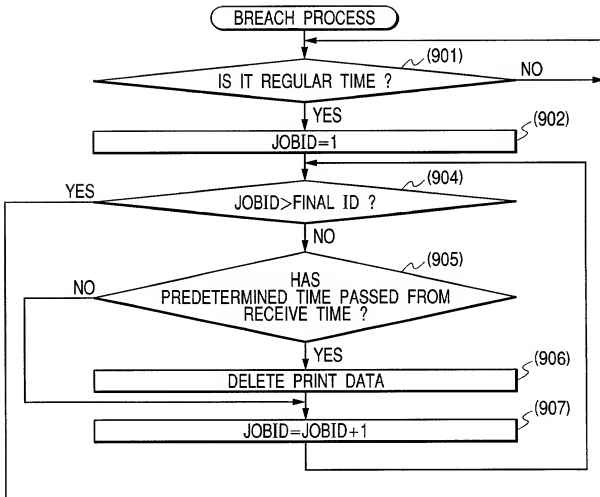 BREACH PROCESS
(901)
IS IT REGULAR TIME ?
NO
YES
(902)
JOBID=1
(904)
YES
JOBID>FINAL ID ?
NO
(905)
NO
HAS
PREDETERMINED TIME PASSED FROM
RECEIVE TIME ?
YES
(906)
DELETE PRINT DATA
(907)
JOBID=JOBID+1